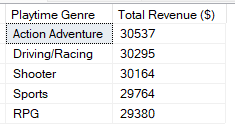 Playtime Genre Total Revenue ($)
Action Adventure 30537
Driving/Racing 30295
Shooter 30164
Sports 29764
RPG 29380